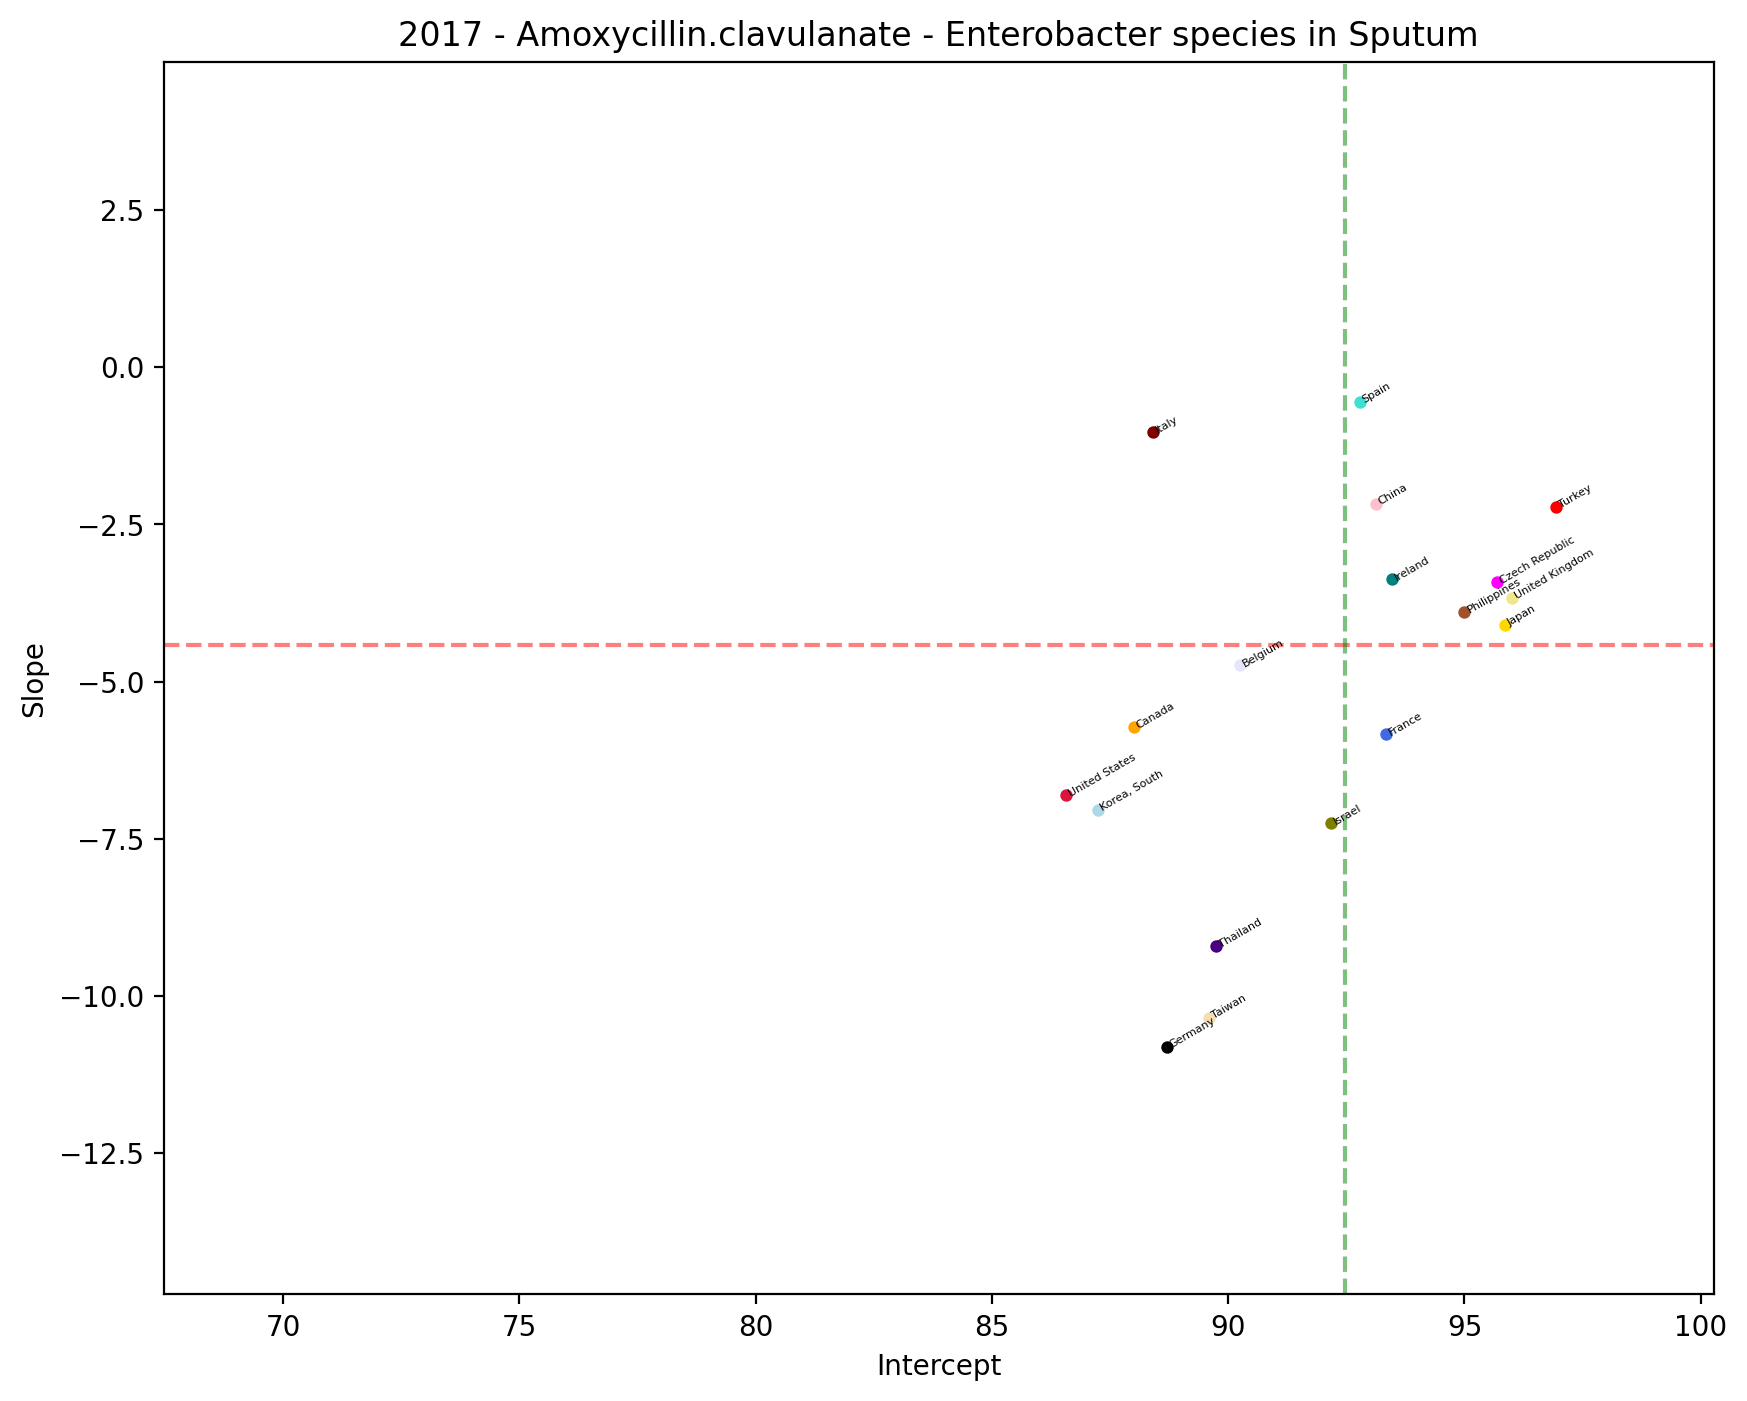 2017 - Amoxycillin.clavulanate - Enterobacter species in Sputum
2.5
0.0
−2.5
−5.0
−7.5
−10.0
−12.5
Slope
Spain
Italy
China
Turkey
Czech Republic
United Kingdom
Ireland
Philippines
Japan
Belgium
Canada
France
United States
Korea, South
Israel
Thailand
Taiwan
Germany
70
75
80
85
90
95
100
Intercept